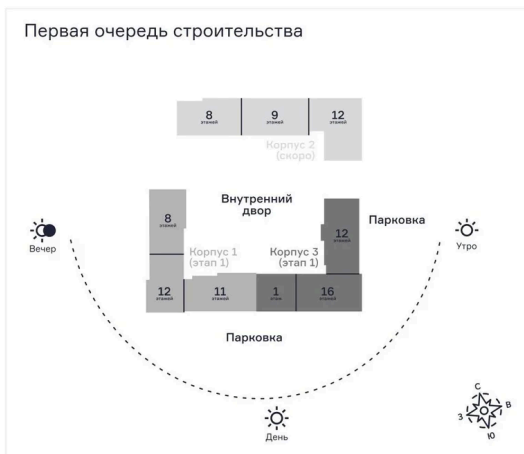 Первая очередь строительства
8
этажей
9
этажей
12
этажей
Корпус 2
(скоро)
Внутренний
двор
8
этажей
12
этажей
Парковка
Вечер
Утро
Корпус 1
(этап 1)
Корпус 3
(этап 1)
12
этажей
11
этажей
1
этаж
16
этажей
Парковка
День
С
В
З
Ю